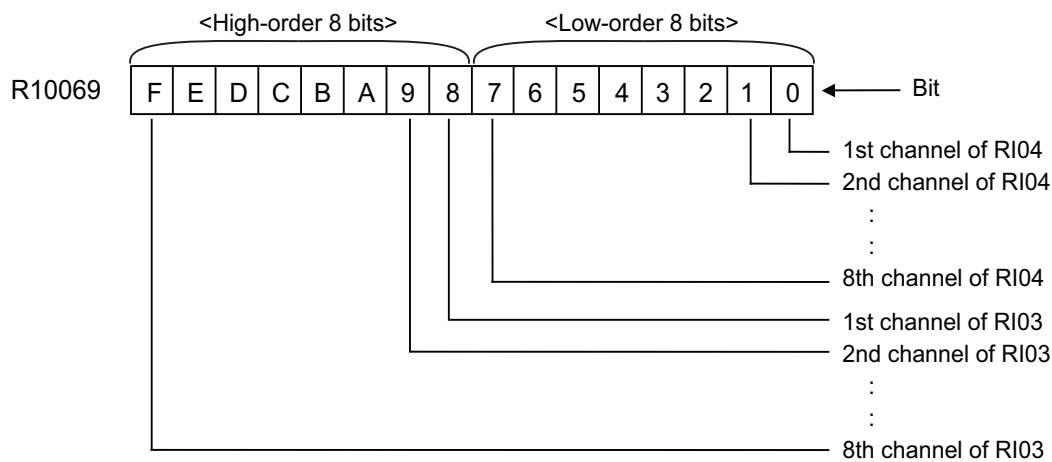 <High-order 8 bits> <Low-order 8 bits>
R10069 F E D C B A 9 8 7 6 5 4 3 2 1 0 Bit
1st channel of RI04
2nd channel of RI04
:
:
8th channel of RI04
1st channel of RI03
2nd channel of RI03
:
:
8th channel of RI03